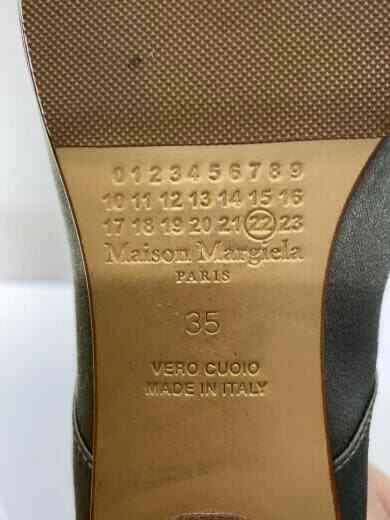 0 1 2 3 4 5 6 7 8 9
10 11 12 13 14 15 16
17 18 19 20 21 22 23
Maison Margiela
PARIS
35
VERO CUOIO
MADE IN ITALY